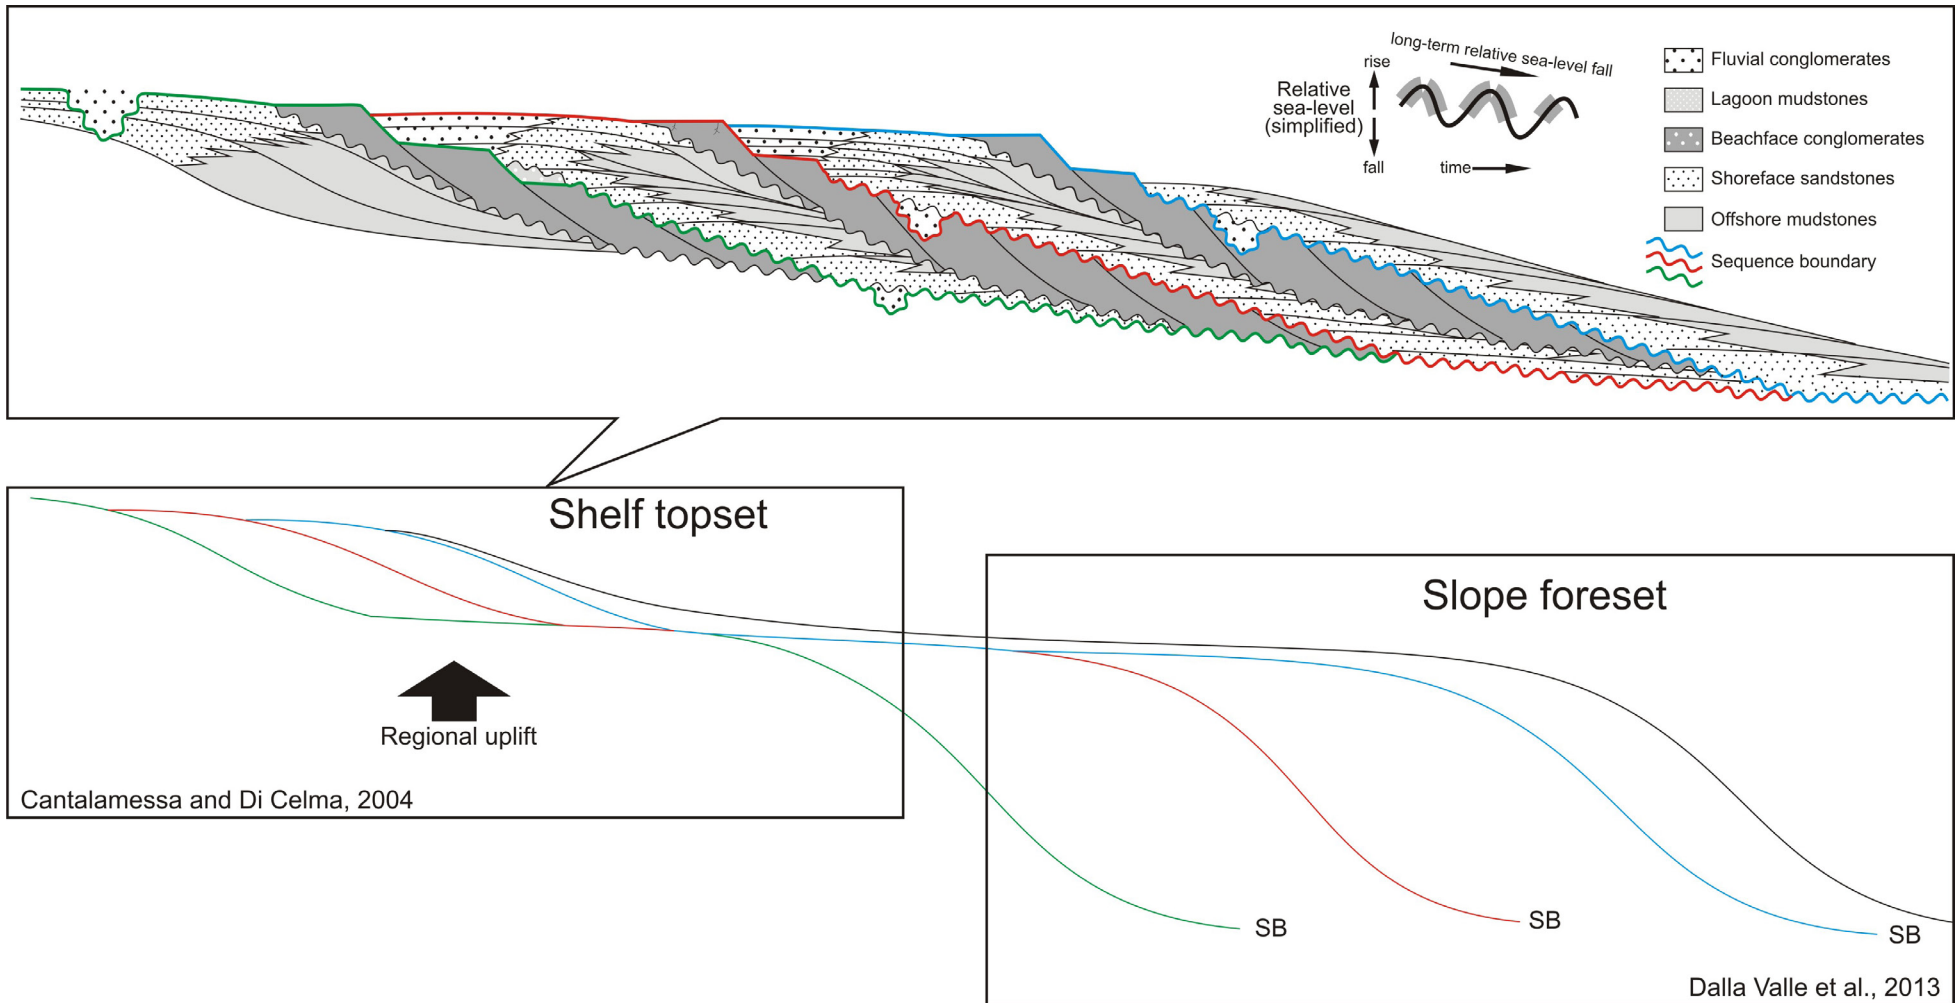 long-term relative sea-level fall
rise
Relative
sea-level
(simplified)
fall
time
Fluvial conglomerates
Lagoon mudstones
Beachface conglomerates
Shoreface sandstones
Offshore mudstones
Sequence boundary
Shelf topset
Regional uplift
Cantalamessa and Di Celma, 2004
Slope foreset
SB
SB
SB
Dalla Valle et al., 2013